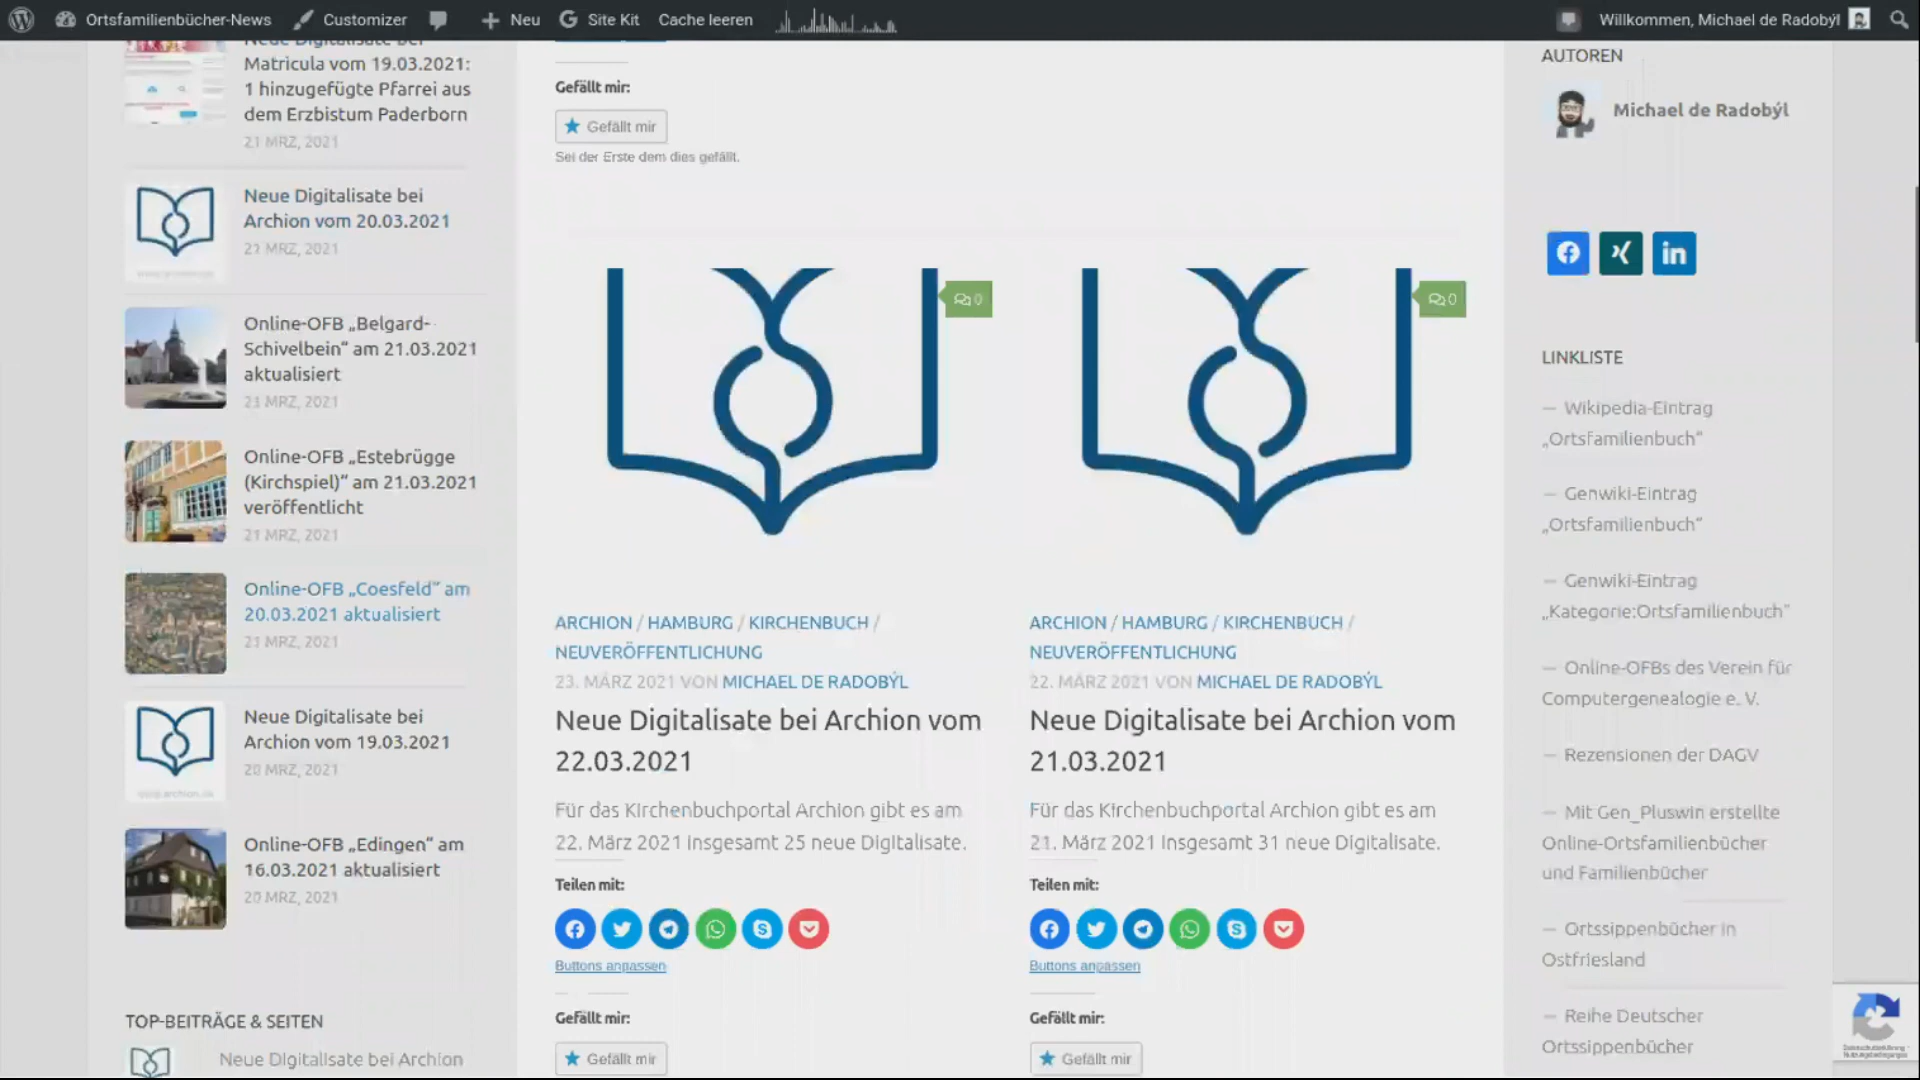 Ortsfamilienbücher-News Customizer Neu Site Kit Cache leeren Willkommen, Michael de Radobýl
Neue Digitalisate bei
Matricula vom 19.03.2021:
1 hinzugefügte Pfarrei aus
dem Erzbistum Paderborn
21 MRZ, 2021
Neue Digitalisate bei
Archion vom 20.03.2021
21 MRZ, 2021
Online-OFB „Belgard-
Schivelbein“ am 21.03.2021
aktualisiert
21 MRZ, 2021
Online-OFB „Estebrügge
(Kirchspiel)“ am 21.03.2021
veröffentlicht
21 MRZ, 2021
Online-OFB „Coesfeld“ am
20.03.2021 aktualisiert
21 MRZ, 2021
Neue Digitalisate bei
Archion vom 19.03.2021
20 MRZ, 2021
Online-OFB „Edingen“ am
16.03.2021 aktualisiert
20 MRZ, 2021
TOP-BEITRÄGE & SEITEN
Neue Digitalisate bei Archion
Gefällt mir:
Gefällt mir
Sei der Erste dem dies gefällt.
0
ARCHION / HAMBURG / KIRCHENBUCH /
NEUVERÖFFENTLICHUNG
23. MÄRZ 2021 VON MICHAEL DE RADOBÝL
Neue Digitalisate bei Archion vom
22.03.2021
Für das Kirchenbuchportal Archion gibt es am
22. März 2021 insgesamt 25 neue Digitalisate.
Teilen mit:
Buttons anpassen
Gefällt mir:
Gefällt mir
0
ARCHION / HAMBURG / KIRCHENBUCH /
NEUVERÖFFENTLICHUNG
22. MÄRZ 2021 VON MICHAEL DE RADOBÝL
Neue Digitalisate bei Archion vom
21.03.2021
Für das Kirchenbuchportal Archion gibt es am
21. März 2021 insgesamt 31 neue Digitalisate.
Teilen mit:
Buttons anpassen
Gefällt mir:
Gefällt mir
AUTOREN
Michael de Radobýl
LINKLISTE
— Wikipedia-Eintrag
„Ortsfamilienbuch“
— Genwiki-Eintrag
„Ortsfamilienbuch“
— Genwiki-Eintrag
„Kategorie:Ortsfamilienbuch“
— Online-OFBs des Verein für
Computergenealogie e. V.
— Rezensionen der DAGV
— Mit Gen_Pluswin erstellte
Online-Ortsfamilienbücher
und Familienbücher
— Ortssippenbücher in
Ostfriesland
— Reihe Deutscher
Ortssippenbücher